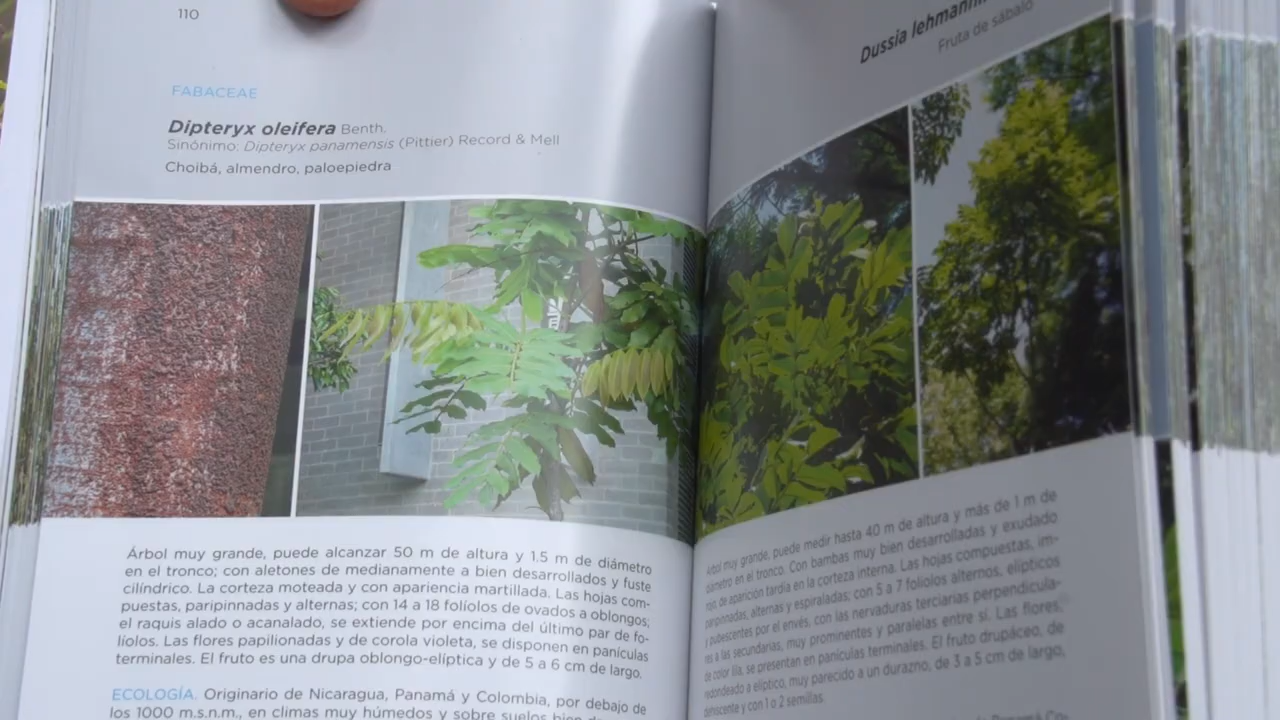 110
FABACEAE
Dipteryx oleifera Benth.
Sinónimo: Dipteryx panamensis (Pittier) Record & Mell
Choibá, almendro, paloepiedra
Árbol muy grande, puede alcanzar 50 m de altura y 1.5 m de diámetro
en el tronco; con aletones de medianamente a bien desarrollados y fuste
cilíndrico. La corteza moteada y con apariencia martillada. Las hojas com-
puestas, paripinnadas y alternas; con 14 a 18 folíolos de ovados a oblongos;
el raquis alado o acanalado, se extiende por encima del último par de fo-
líolos. Las flores papilionadas y de corola violeta, se disponen en panículas
terminales. El fruto es una drupa oblongo-elíptica y de 5 a 6 cm de largo.
ECOLOGÍA. Originario de Nicaragua, Panamá y Colombia, por debajo de
los 1000 m.s.n.m., en climas muy húmedos y sobre suelos bien
Dussia lehmannii
Fruta de sábalo
Árbol muy grande, puede medir hasta 40 m de altura y más de 1 m de
diámetro en el tronco. Con bambas muy bien desarrolladas y exudado
rojo de aparición tardía en la corteza interna. Las hojas compuestas, im-
paripinnadas, alternas y espiraladas; con 5 a 7 folíolos alternos, elípticos
y pubescentes por el envés, con las nervaduras terciarias perpendicula-
res a las secundarias, muy prominentes y paralelas entre sí. Las flores,
de color lila, se presentan en panículas terminales. El fruto drupáceo, de
redondeado a elíptico, muy parecido a un durazno, de 3 a 5 cm de largo,
dehiscente y con 1 o 2 semillas.